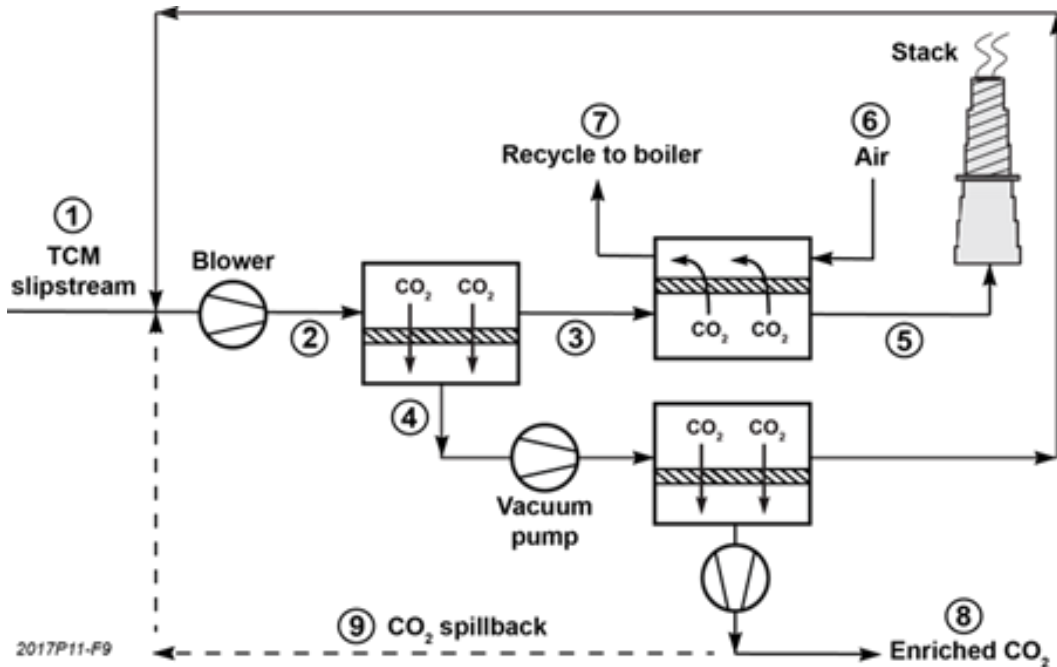 Stack
7
6
Recycle to boiler
Air
1
TCM
slipstream
Blower
CO₂ CO₂
CO₂ CO₂
2
3
5
4
CO₂ CO₂
Vacuum
pump
9 CO₂ spillback
8
Enriched CO₂
2017P11-F9